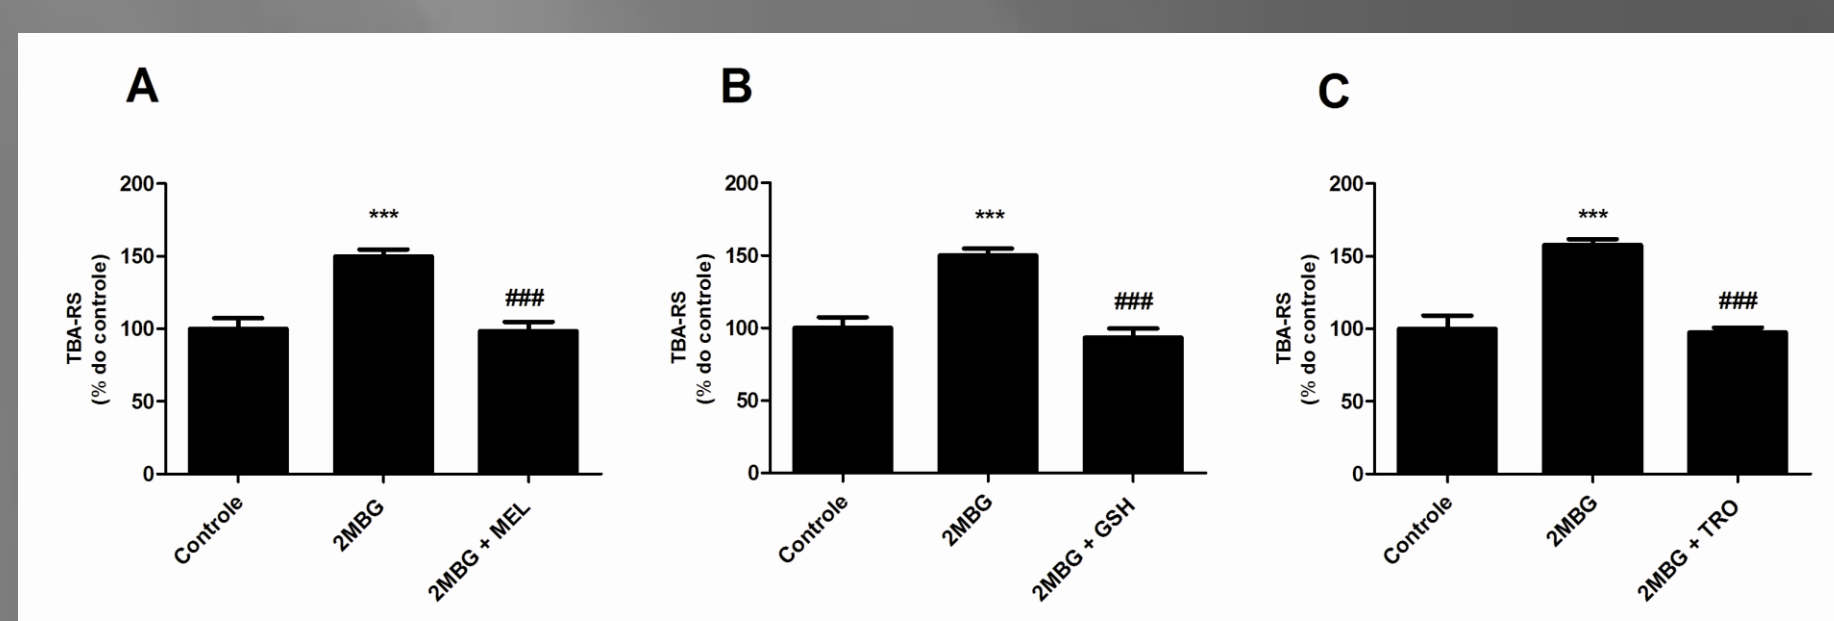 A
TBA-RS
(% do controle)
200
150
100
50
0
***
###
Controle
2MBG
2MBG + MEL
B
TBA-RS
(% do controle)
200
150
100
50
0
***
###
Controle
2MBG
2MBG + GSH
C
TBA-RS
(% do controle)
200
150
100
50
0
***
###
Controle
2MBG
2MBG + TRO